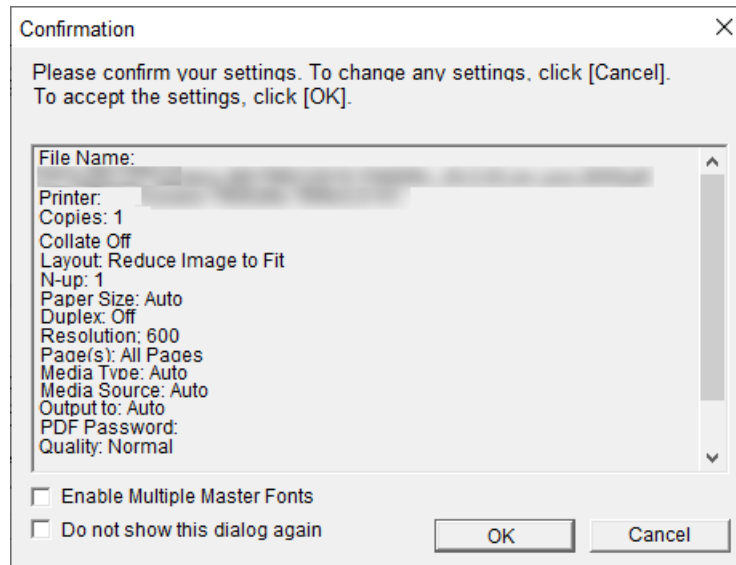 Confirmation
Please confirm your settings. To change any settings, click [Cancel].
To accept the settings, click [OK].
File Name:
Printer:
Copies: 1
Collate Off
Layout: Reduce Image to Fit
N-up: 1
Paper Size: Auto
Duplex: Off
Resolution: 600
Page(s): All Pages
Media Type: Auto
Media Source: Auto
Output to: Auto
PDF Password:
Quality: Normal
Enable Multiple Master Fonts
Do not show this dialog again
OK Cancel